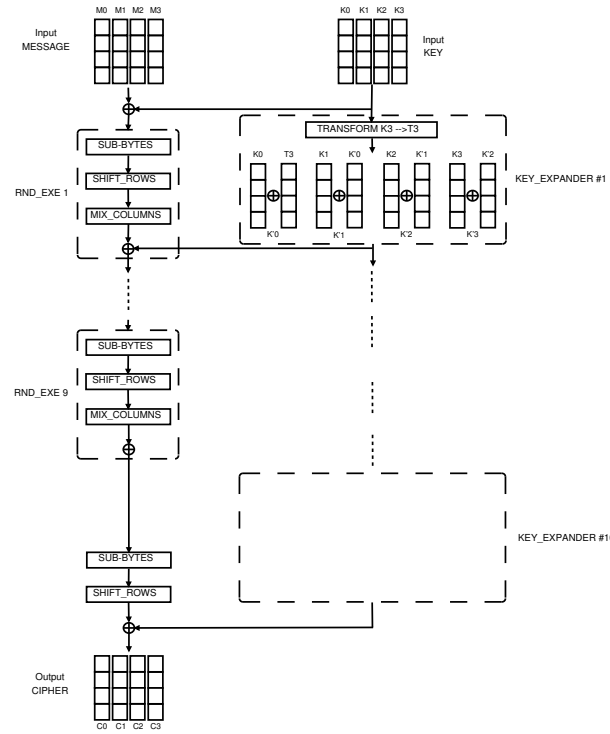 M0 M1 M2 M3
Input
MESSAGE
K0 K1 K2 K3
Input
KEY
TRANSFORM K3 -->T3
SUB-BYTES
SHIFT_ROWS
MIX_COLUMNS
RND_EXE 1
K0 T3 K1 K'0 K2 K'1 K3 K'2
K'0 K'1 K'2 K'3
KEY_EXPANDER #1
SUB-BYTES
SHIFT_ROWS
MIX_COLUMNS
RND_EXE 9
KEY_EXPANDER #1
SUB-BYTES
SHIFT_ROWS
Output
CIPHER
C0 C1 C2 C3